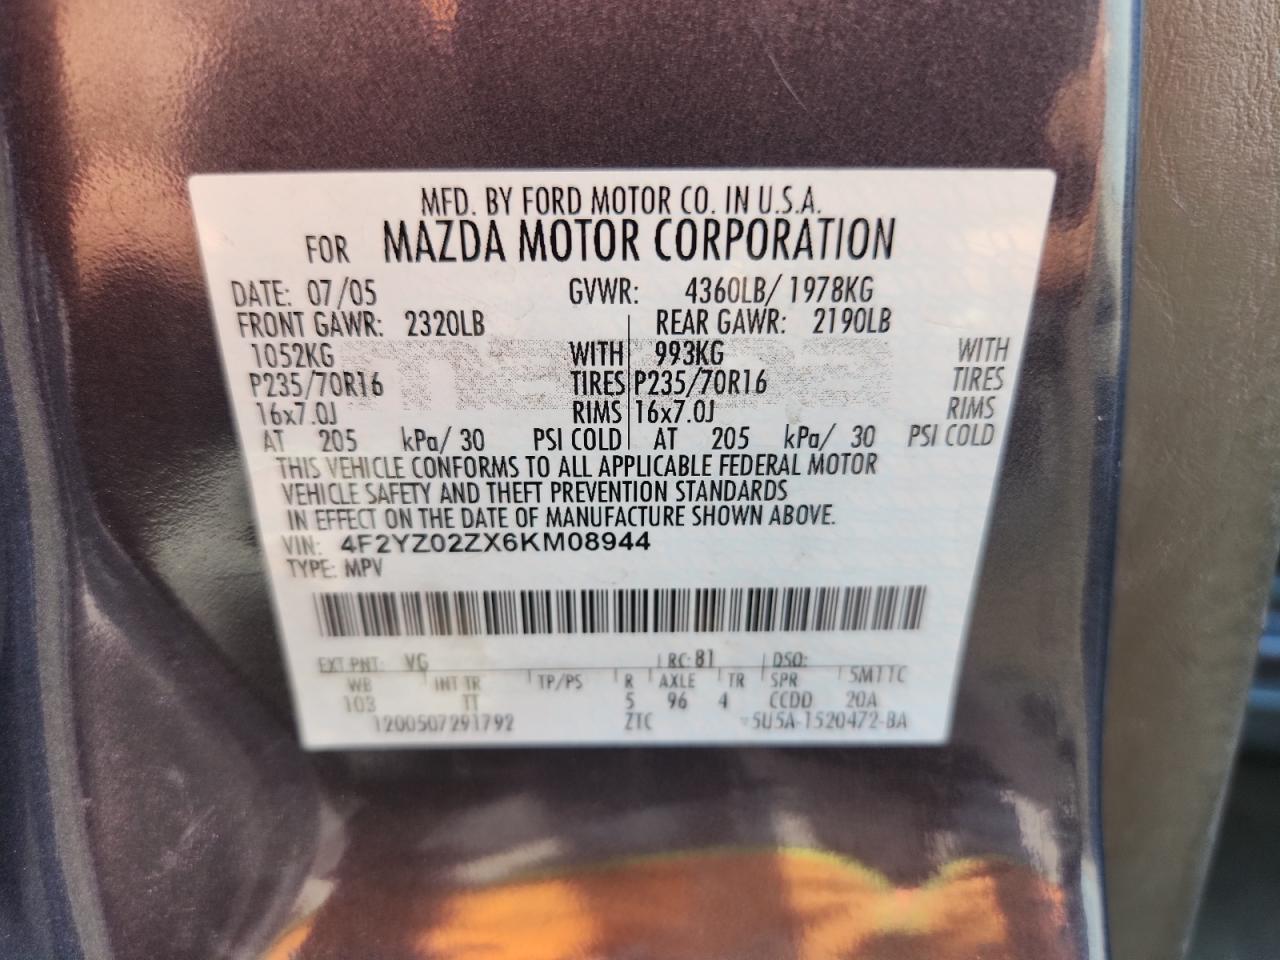 MFD. BY FORD MOTOR CO. IN U.S.A.
FOR MAZDA MOTOR CORPORATION
DATE: 07/05 GVWR: 4360LB/ 1978KG
FRONT GAWR: 2320LB REAR GAWR: 2190LB
1052KG WITH 993KG WITH
P235/70R16 TIRES P235/70R16 TIRES
16x7.0J RIMS 16x7.0J RIMS
AT 205 kPa/ 30 PSI COLD AT 205 kPa/ 30 PSI COLD
THIS VEHICLE CONFORMS TO ALL APPLICABLE FEDERAL MOTOR
VEHICLE SAFETY AND THEFT PREVENTION STANDARDS
IN EFFECT ON THE DATE OF MANUFACTURE SHOWN ABOVE.
VIN: 4F2YZ02ZX6KM08944
TYPE: MPV
EXT PNT: VG RC: 81 DSO:
WB INT TR TP/PS R AXLE TR SPR 5M11C
103 TT 5 96 4 CCDD 20A
1200507291792 ZTC 5U5A-1520472-BA